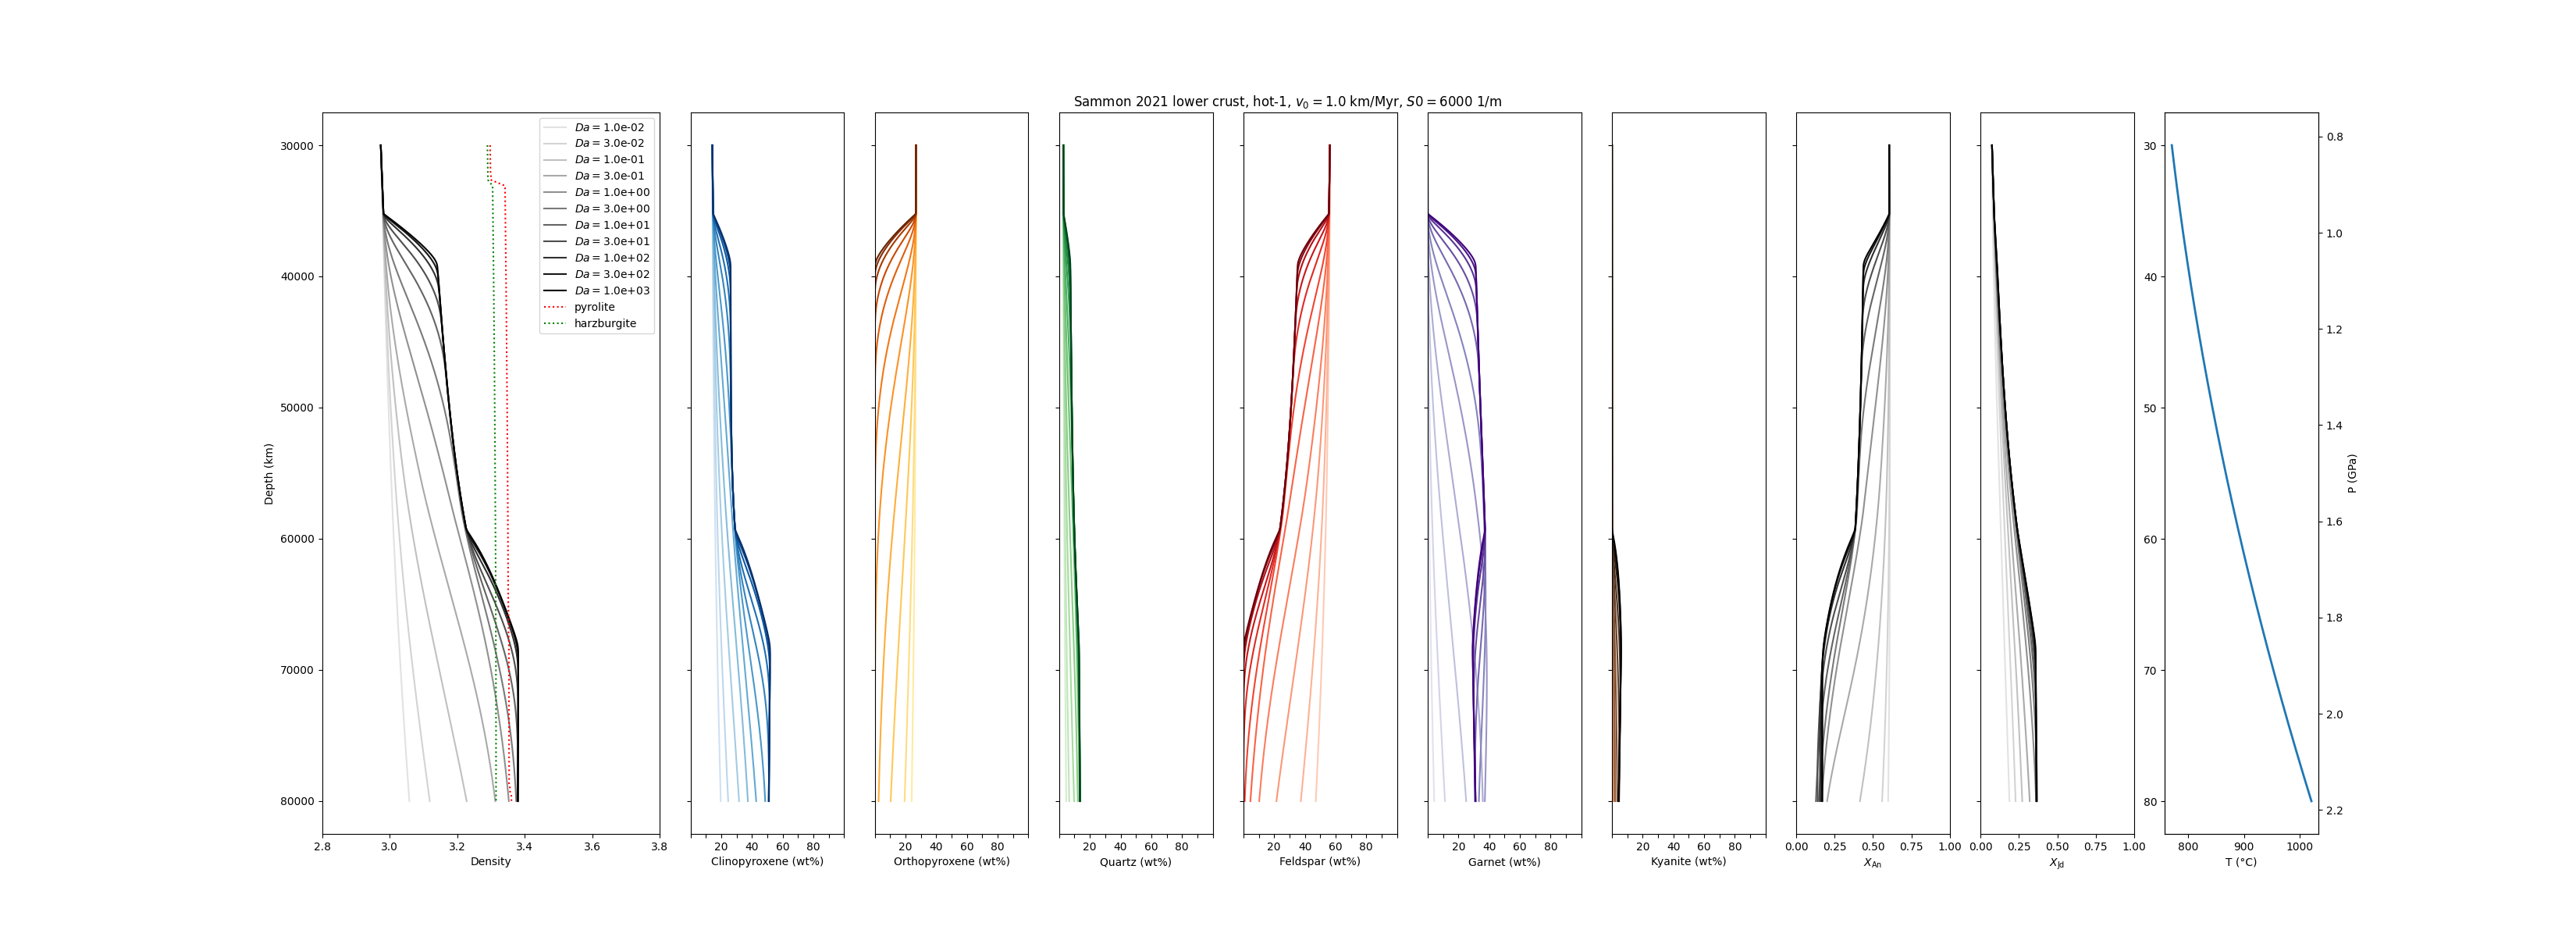 Sammon 2021 lower crust, hot-1, v₀ = 1.0 km/Myr, S0 = 6000 1/m
Da = 1.0e-02
Da = 3.0e-02
Da = 1.0e-01
Da = 3.0e-01
Da = 1.0e+00
Da = 3.0e+00
Da = 1.0e+01
Da = 3.0e+01
Da = 1.0e+02
Da = 3.0e+02
Da = 1.0e+03
pyrolite
harzburgite
Depth (km)
30000
40000
50000
60000
70000
80000
2.8 3.0 3.2 3.4 3.6 3.8
Density
20 40 60 80
Clinopyroxene (wt%)
20 40 60 80
Orthopyroxene (wt%)
20 40 60 80
Quartz (wt%)
20 40 60 80
Feldspar (wt%)
20 40 60 80
Garnet (wt%)
20 40 60 80
Kyanite (wt%)
0.00 0.25 0.50 0.75 1.00
X_An
0.00 0.25 0.50 0.75 1.00
X_Jd
30
40
50
60
70
80
800 900 1000
T (°C)
0.8
1.0
1.2
1.4
1.6
1.8
2.0
2.2
P (GPa)